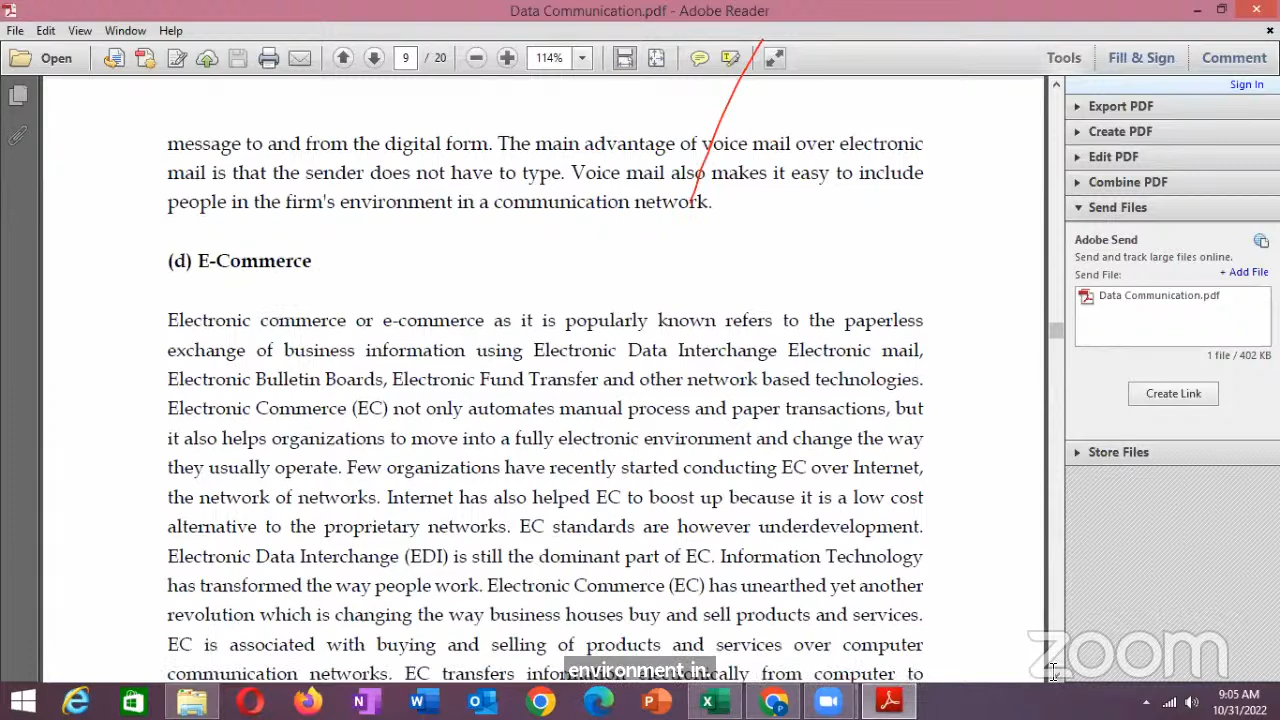 Data Communication.pdf - Adobe Reader
File Edit View Window Help
Open 9 / 20 114% Tools Fill & Sign Comment
Sign In
message to and from the digital form. The main advantage of voice mail over electronic
mail is that the sender does not have to type. Voice mail also makes it easy to include
people in the firm's environment in a communication network.
(d) E-Commerce
Electronic commerce or e-commerce as it is popularly known refers to the paperless
exchange of business information using Electronic Data Interchange Electronic mail,
Electronic Bulletin Boards, Electronic Fund Transfer and other network based technologies.
Electronic Commerce (EC) not only automates manual process and paper transactions, but
it also helps organizations to move into a fully electronic environment and change the way
they usually operate. Few organizations have recently started conducting EC over Internet,
the network of networks. Internet has also helped EC to boost up because it is a low cost
alternative to the proprietary networks. EC standards are however underdevelopment.
Electronic Data Interchange (EDI) is still the dominant part of EC. Information Technology
has transformed the way people work. Electronic Commerce (EC) has unearthed yet another
revolution which is changing the way business houses buy and sell products and services.
EC is associated with buying and selling of products and services over computer
communication networks. EC transfers information electronically from computer to
environment in
Export PDF
Create PDF
Edit PDF
Combine PDF
Send Files
Adobe Send
Send and track large files online.
Send File:
+ Add File
Data Communication.pdf
1 file / 402 KB
Create Link
Store Files
zoom
9:05 AM
10/31/2022